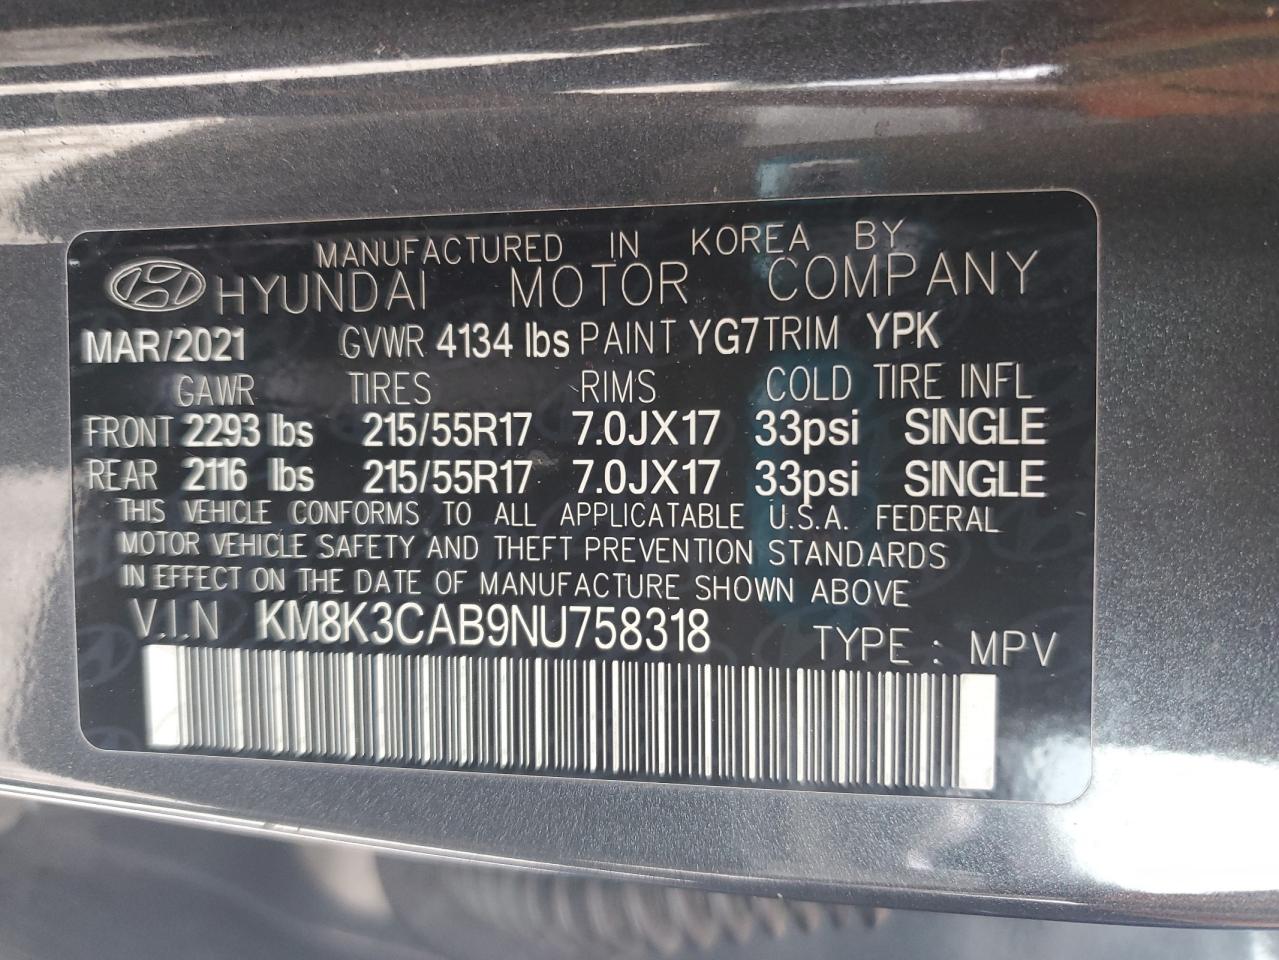 MANUFACTURED IN KOREA BY
HYUNDAI MOTOR COMPANY
MAR/2021 GVWR 4134 lbs PAINT YG7 TRIM YPK
GAWR TIRES RIMS COLD TIRE INFL
FRONT 2293 lbs 215/55R17 7.0JX17 33psi SINGLE
REAR 2116 lbs 215/55R17 7.0JX17 33psi SINGLE
THIS VEHICLE CONFORMS TO ALL APPLICATABLE U.S.A. FEDERAL
MOTOR VEHICLE SAFETY AND THEFT PREVENTION STANDARDS
IN EFFECT ON THE DATE OF MANUFACTURE SHOWN ABOVE
V.I.N KM8K3CAB9NU758318 TYPE : MPV